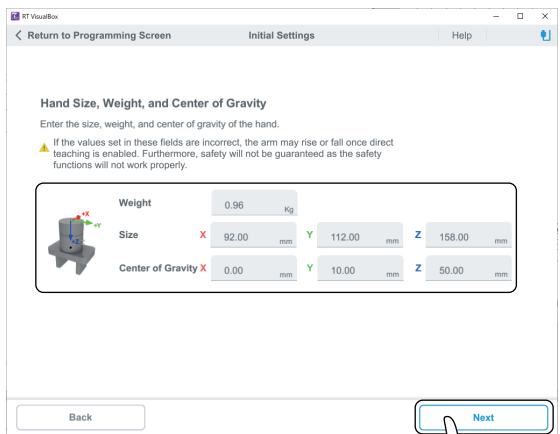 RT VisualBox
Return to Programming Screen Initial Settings Help
Hand Size, Weight, and Center of Gravity
Enter the size, weight, and center of gravity of the hand.
If the values set in these fields are incorrect, the arm may rise or fall once direct
teaching is enabled. Furthermore, safety will not be guaranteed as the safety
functions will not work properly.
+X
+Y
+Z
Weight 0.96 Kg
Size X 92.00 mm Y 112.00 mm Z 158.00 mm
Center of Gravity X 0.00 mm Y 10.00 mm Z 50.00 mm
Back Next